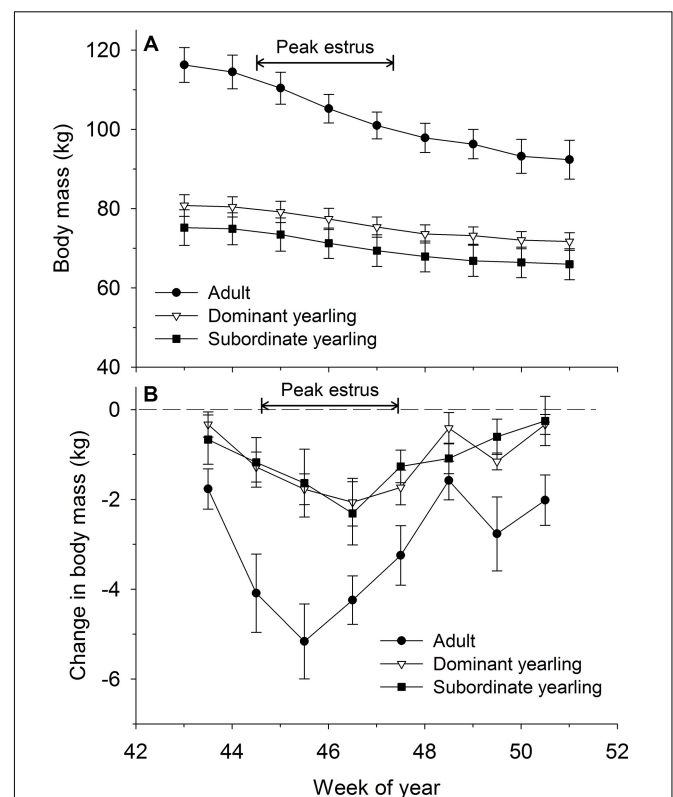 A
Peak estrus
120
100
80
60
40
Body mass (kg)
Adult
Dominant yearling
Subordinate yearling
B
Peak estrus
0
-2
-4
-6
Change in body mass (kg)
Adult
Dominant yearling
Subordinate yearling
42 44 46 48 50 52
Week of year